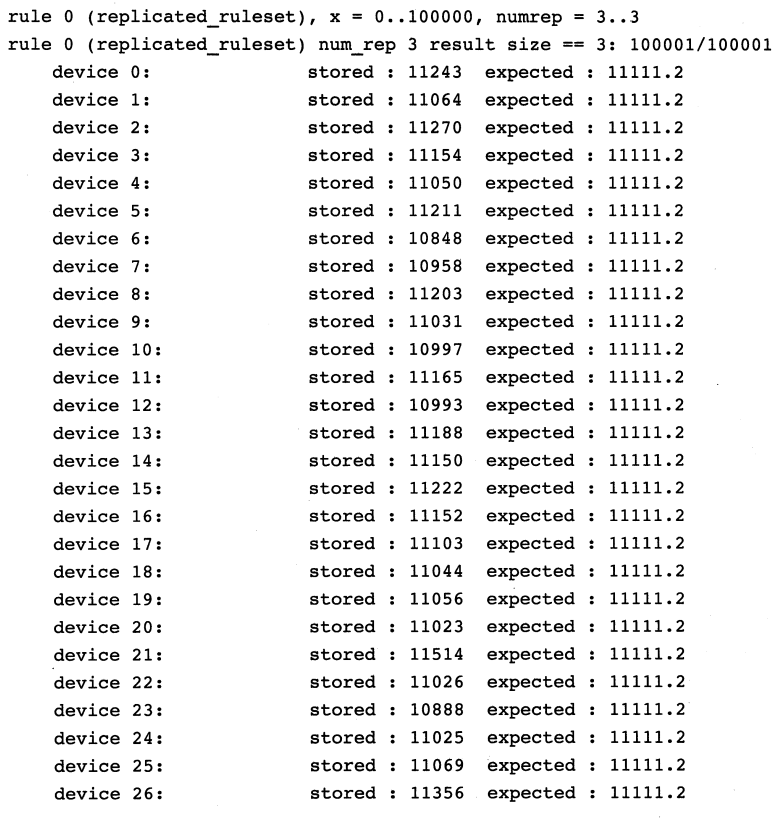 rule 0 (replicated_ruleset), x = 0..100000, numrep = 3..3
rule 0 (replicated_ruleset) num_rep 3 result size == 3: 100001/100001
device 0: stored : 11243 expected : 11111.2
device 1: stored : 11064 expected : 11111.2
device 2: stored : 11270 expected : 11111.2
device 3: stored : 11154 expected : 11111.2
device 4: stored : 11050 expected : 11111.2
device 5: stored : 11211 expected : 11111.2
device 6: stored : 10848 expected : 11111.2
device 7: stored : 10958 expected : 11111.2
device 8: stored : 11203 expected : 11111.2
device 9: stored : 11031 expected : 11111.2
device 10: stored : 10997 expected : 11111.2
device 11: stored : 11165 expected : 11111.2
device 12: stored : 10993 expected : 11111.2
device 13: stored : 11188 expected : 11111.2
device 14: stored : 11150 expected : 11111.2
device 15: stored : 11222 expected : 11111.2
device 16: stored : 11152 expected : 11111.2
device 17: stored : 11103 expected : 11111.2
device 18: stored : 11044 expected : 11111.2
device 19: stored : 11056 expected : 11111.2
device 20: stored : 11023 expected : 11111.2
device 21: stored : 11514 expected : 11111.2
device 22: stored : 11026 expected : 11111.2
device 23: stored : 10888 expected : 11111.2
device 24: stored : 11025 expected : 11111.2
device 25: stored : 11069 expected : 11111.2
device 26: stored : 11356 expected : 11111.2